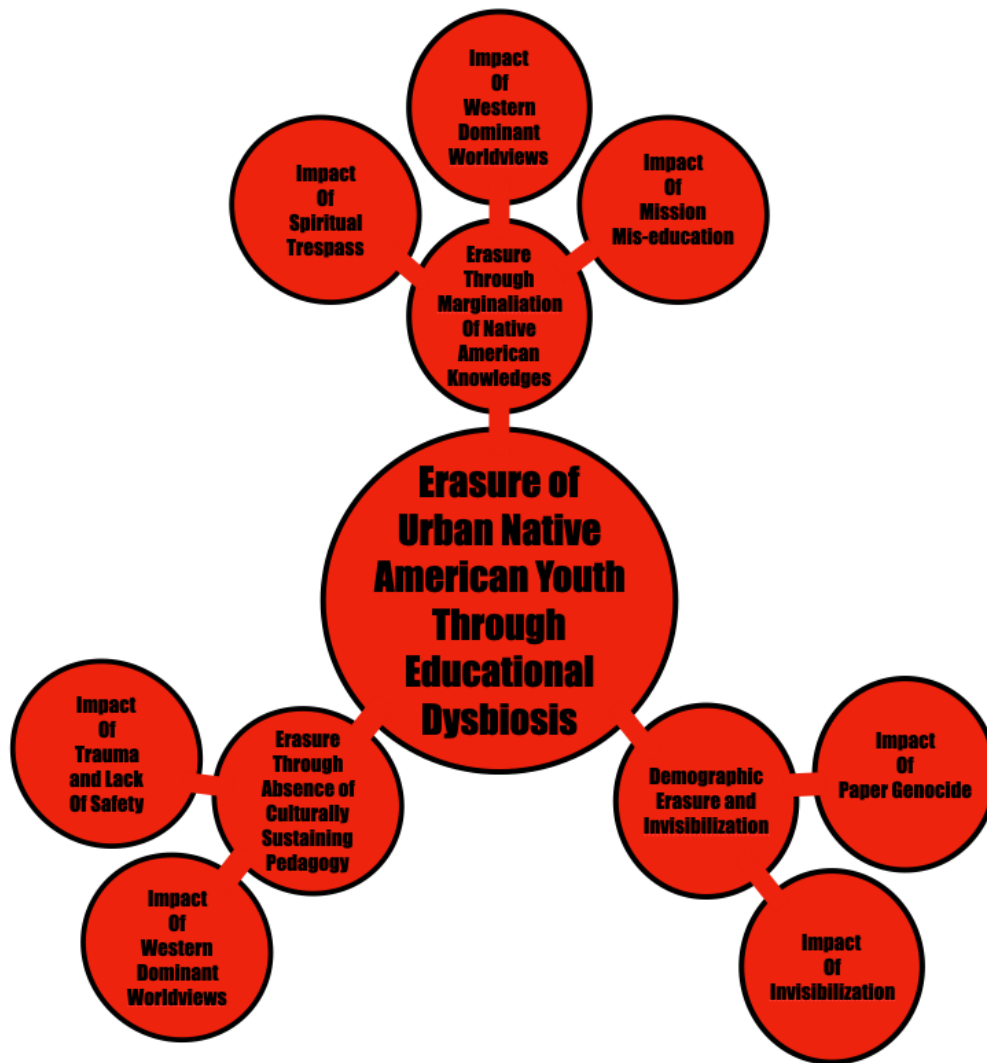 Impact
Of
Western
Dominant
Worldviews
Impact
Of
Spiritual
Trespass
Impact
Of
Mission
Mis-education
Erasure
Through
Marginaliation
Of Native
American
Knowledges
Erasure of
Urban Native
American Youth
Through
Educational
Dysbiosis
Impact
Of
Trauma
and Lack
Of Safety
Erasure
Through
Absence of
Culturally
Sustaining
Pedagogy
Demographic
Erasure and
Invisibilization
Impact
Of
Paper Genocide
Impact
Of
Western
Dominant
Worldviews
Impact
Of
Invisibilization